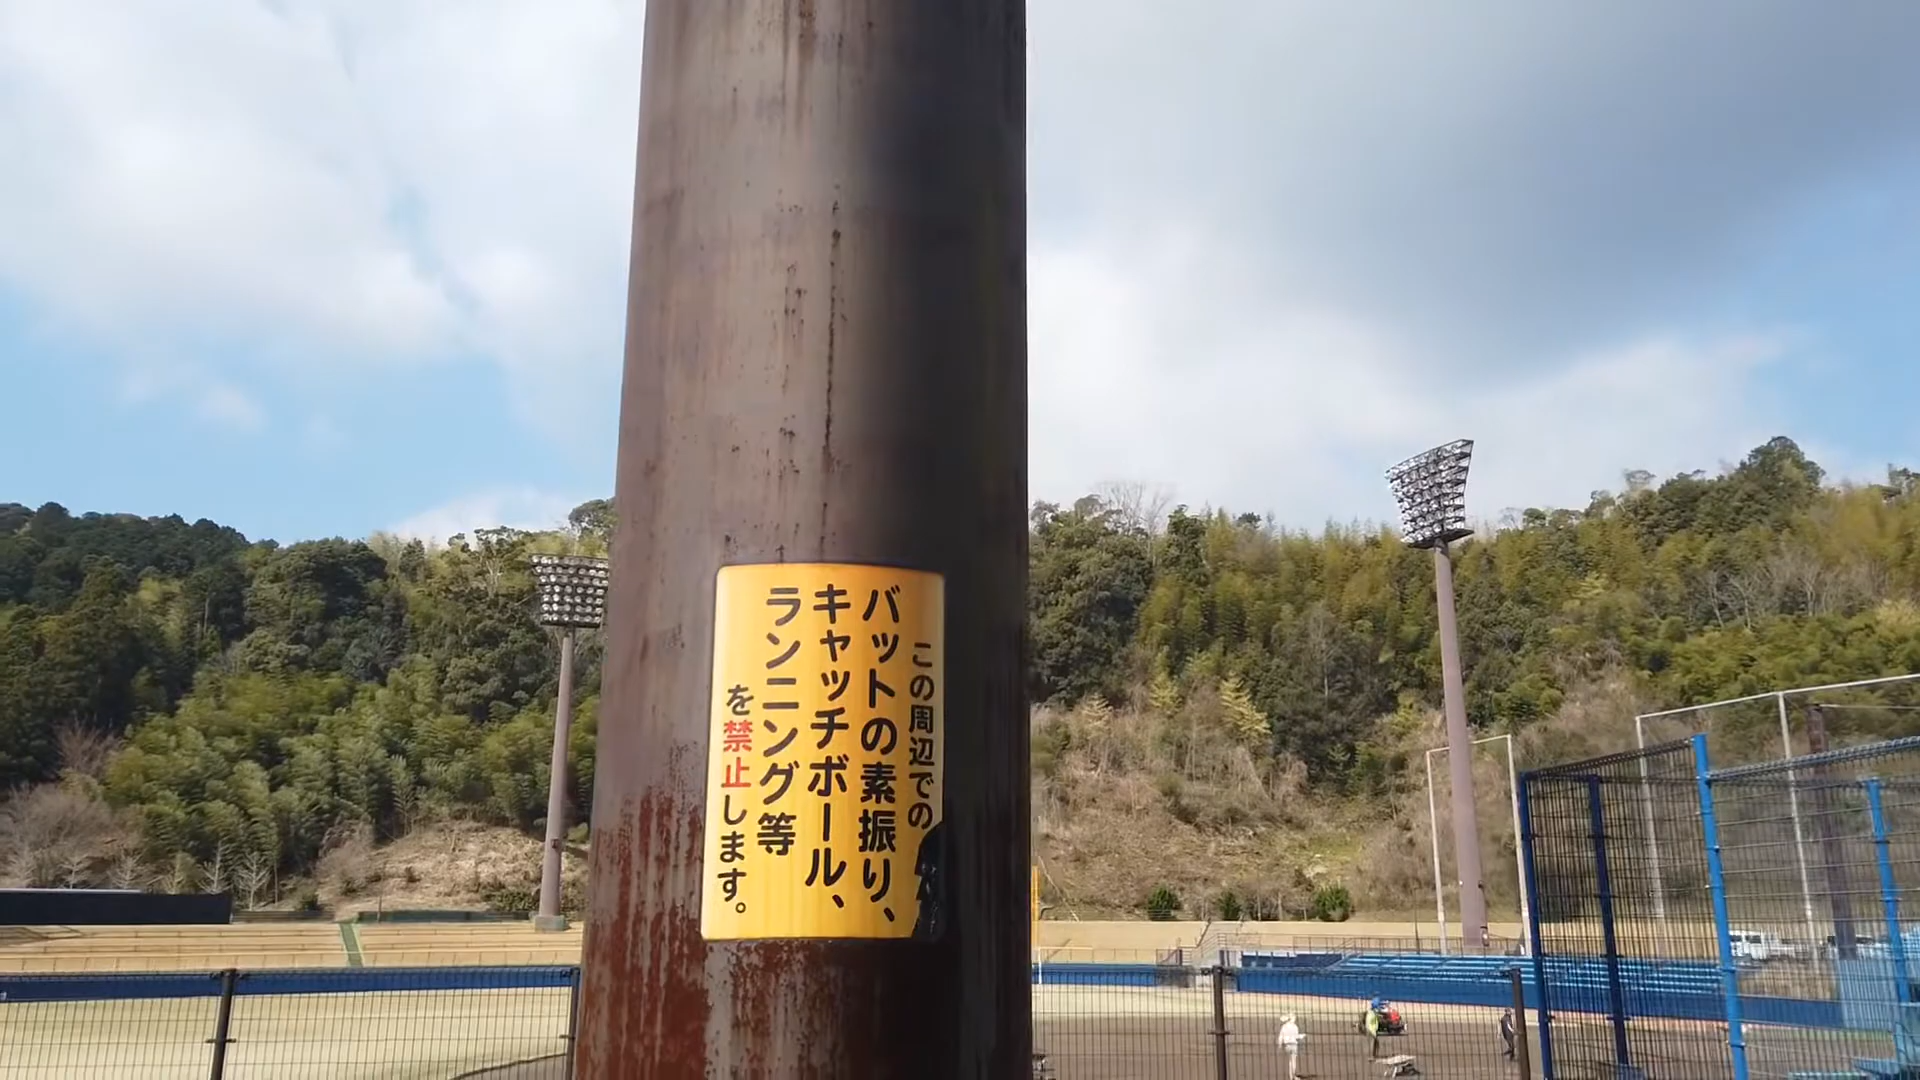 この周辺での
バットの素振り、
キャッチボール、
ランニング等
を禁止します。